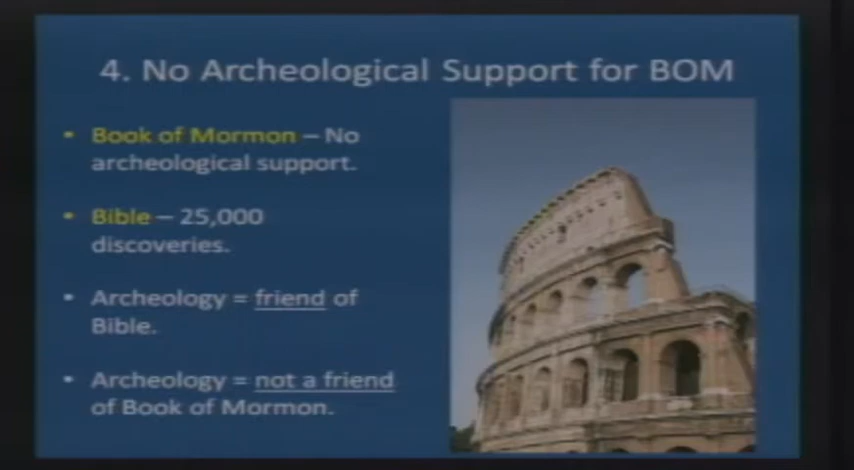 4. No Archeological Support for BOM
• Book of Mormon – No
archeological support.
• Bible – 25,000
discoveries.
• Archeology = friend of
Bible.
• Archeology = not a friend
of Book of Mormon.